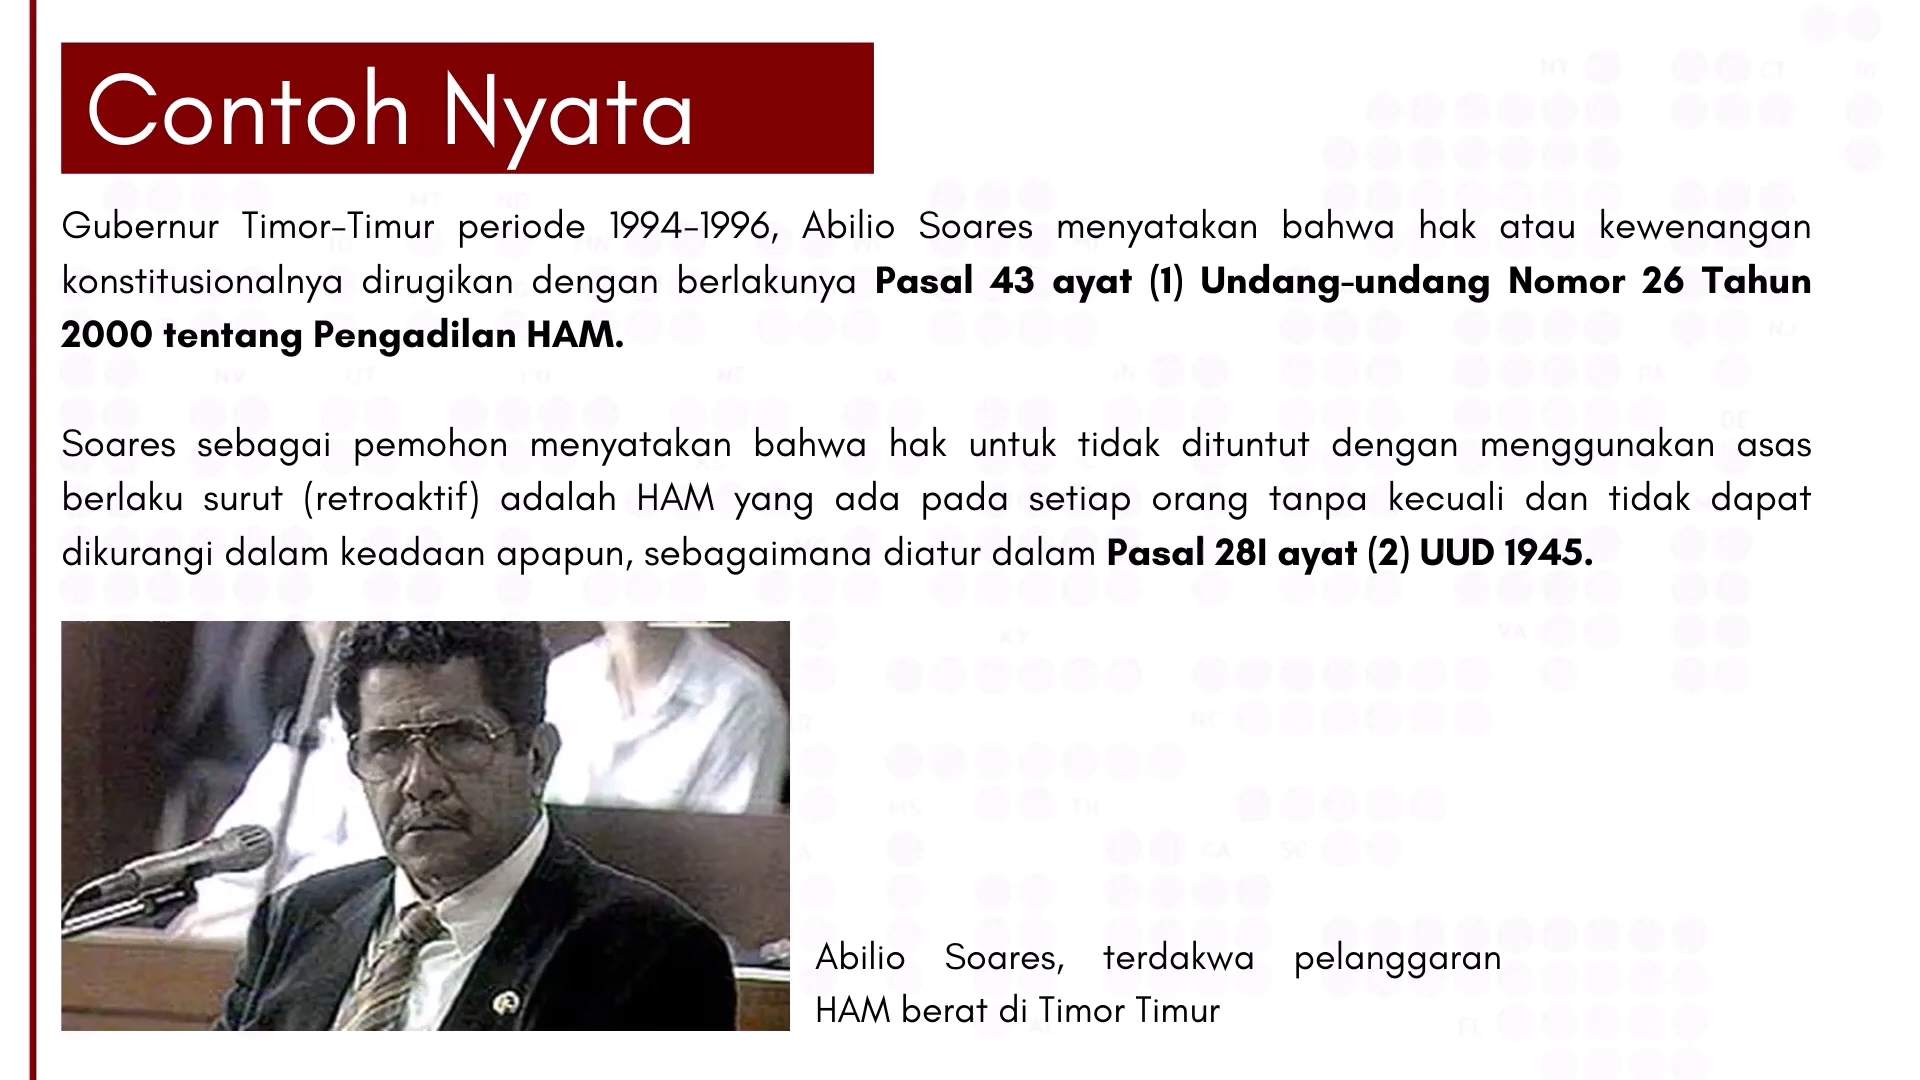 Contoh Nyata
Gubernur Timor-Timur periode 1994-1996, Abilio Soares menyatakan bahwa hak atau kewenangan
konstitusionalnya dirugikan dengan berlakunya Pasal 43 ayat (1) Undang-undang Nomor 26 Tahun
2000 tentang Pengadilan HAM.
Soares sebagai pemohon menyatakan bahwa hak untuk tidak dituntut dengan menggunakan asas
berlaku surut (retroaktif) adalah HAM yang ada pada setiap orang tanpa kecuali dan tidak dapat
dikurangi dalam keadaan apapun, sebagaimana diatur dalam Pasal 28I ayat (2) UUD 1945.
Abilio Soares, terdakwa pelanggaran
HAM berat di Timor Timur